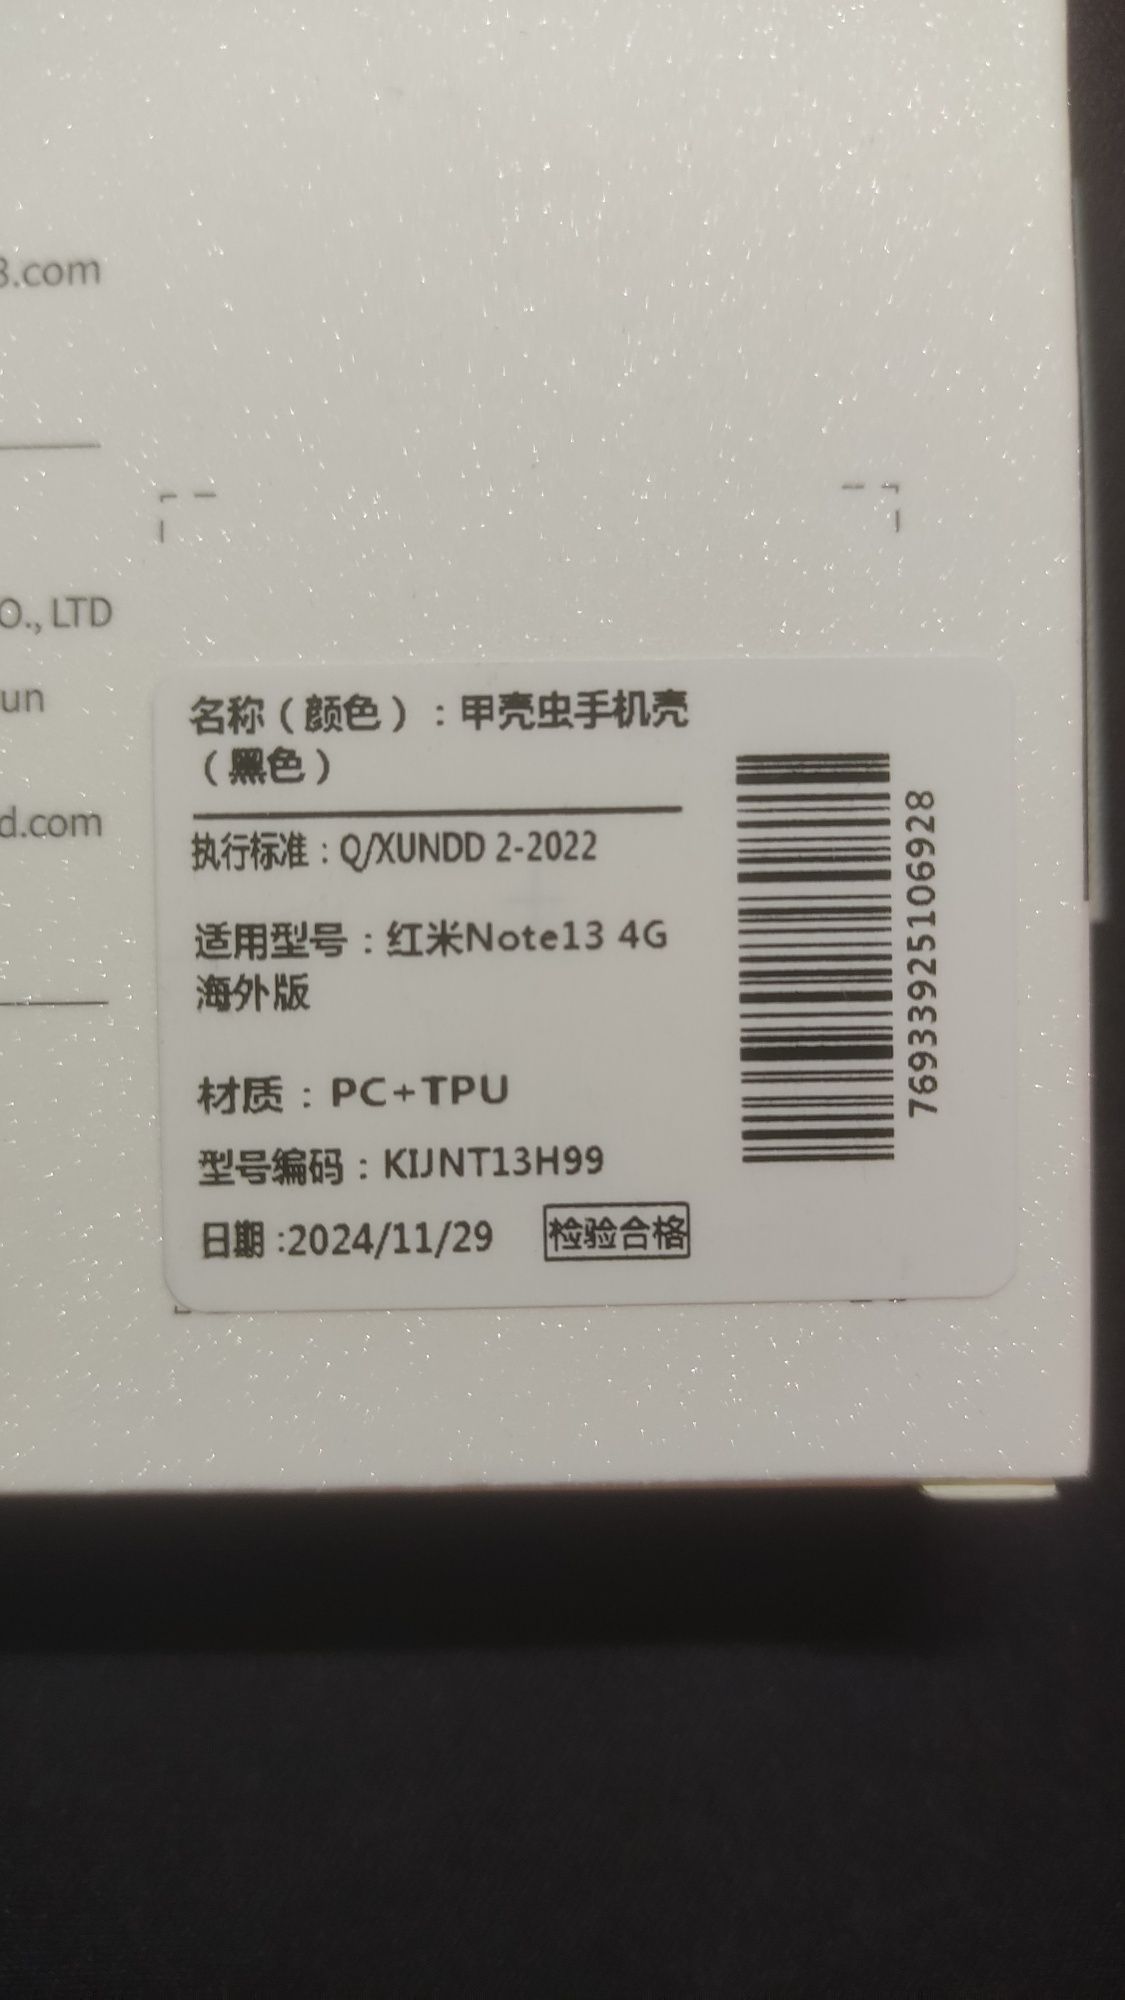 8.com
O., LTD
un
d.com
名称（颜色）：甲壳虫手机壳
（黑色）
执行标准：Q/XUNDD 2-2022
适用型号：红米Note13 4G
海外版
材质：PC+TPU
型号编码：KIJNT13H99
日期:2024/11/29
检验合格
7693392510692​8